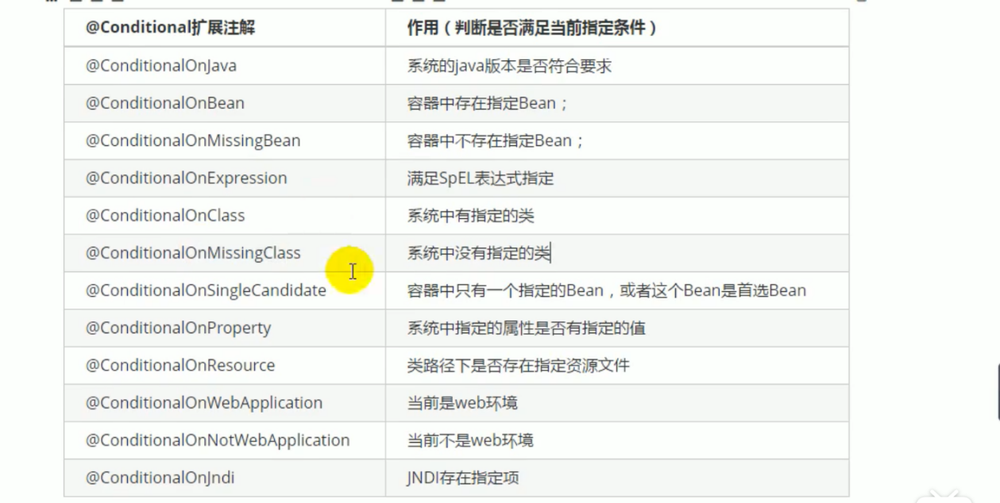 @Conditional扩展注解 作用（判断是否满足当前指定条件）
@ConditionalOnJava 系统的java版本是否符合要求
@ConditionalOnBean 容器中存在指定Bean；
@ConditionalOnMissingBean 容器中不存在指定Bean；
@ConditionalOnExpression 满足SpEL表达式指定
@ConditionalOnClass 系统中有指定的类
@ConditionalOnMissingClass 系统中没有指定的类
@ConditionalOnSingleCandidate 容器中只有一个指定的Bean，或者这个Bean是首选Bean
@ConditionalOnProperty 系统中指定的属性是否有指定的值
@ConditionalOnResource 类路径下是否存在指定资源文件
@ConditionalOnWebApplication 当前是web环境
@ConditionalOnNotWebApplication 当前不是web环境
@ConditionalOnJndi JNDI存在指定项